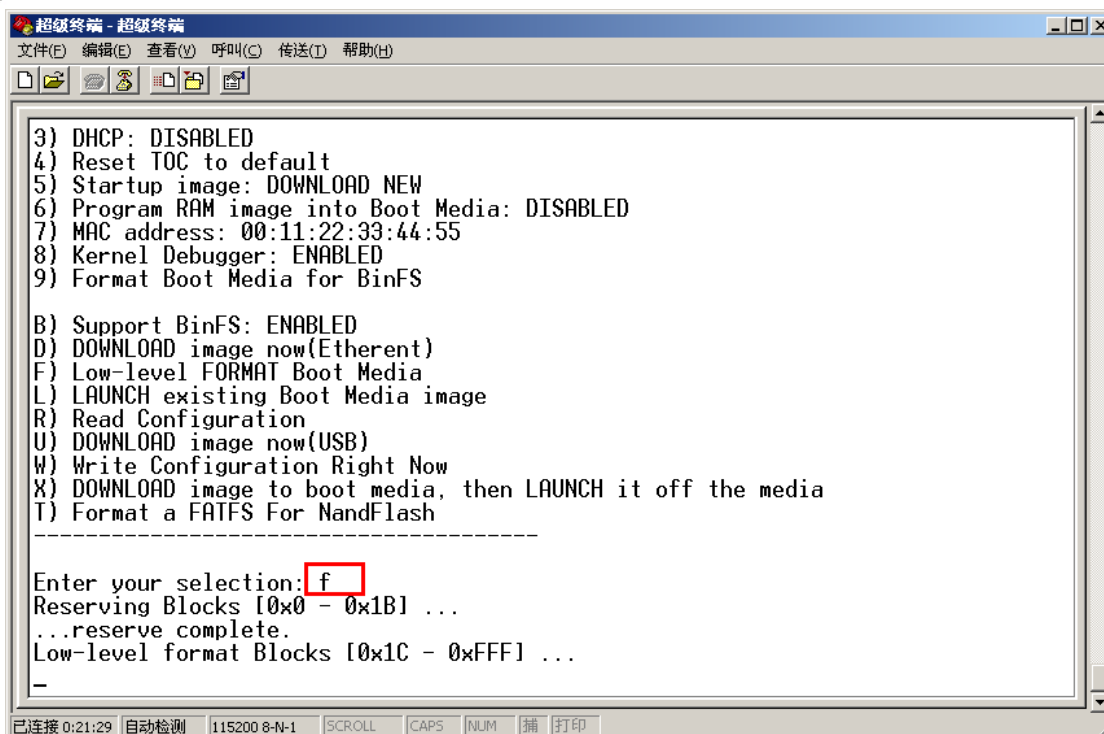 超级终端 - 超级终端
文件(F) 编辑(E) 查看(V) 呼叫(C) 传送(T) 帮助(H)
3) DHCP: DISABLED
4) Reset TOC to default
5) Startup image: DOWNLOAD NEW
6) Program RAM image into Boot Media: DISABLED
7) MAC address: 00:11:22:33:44:55
8) Kernel Debugger: ENABLED
9) Format Boot Media for BinFS
B) Support BinFS: ENABLED
D) DOWNLOAD image now(Etherent)
F) Low-level FORMAT Boot Media
L) LAUNCH existing Boot Media image
R) Read Configuration
U) DOWNLOAD image now(USB)
W) Write Configuration Right Now
X) DOWNLOAD image to boot media, then LAUNCH it off the media
T) Format a FATFS For NandFlash
----------------------------------------
Enter your selection: f
Reserving Blocks [0x0 - 0x1B] ...
...reserve complete.
Low-level format Blocks [0x1C - 0xFFF] ...
_
已连接 0:21:29 自动检测 115200 8-N-1 SCROLL CAPS NUM 捕 打印